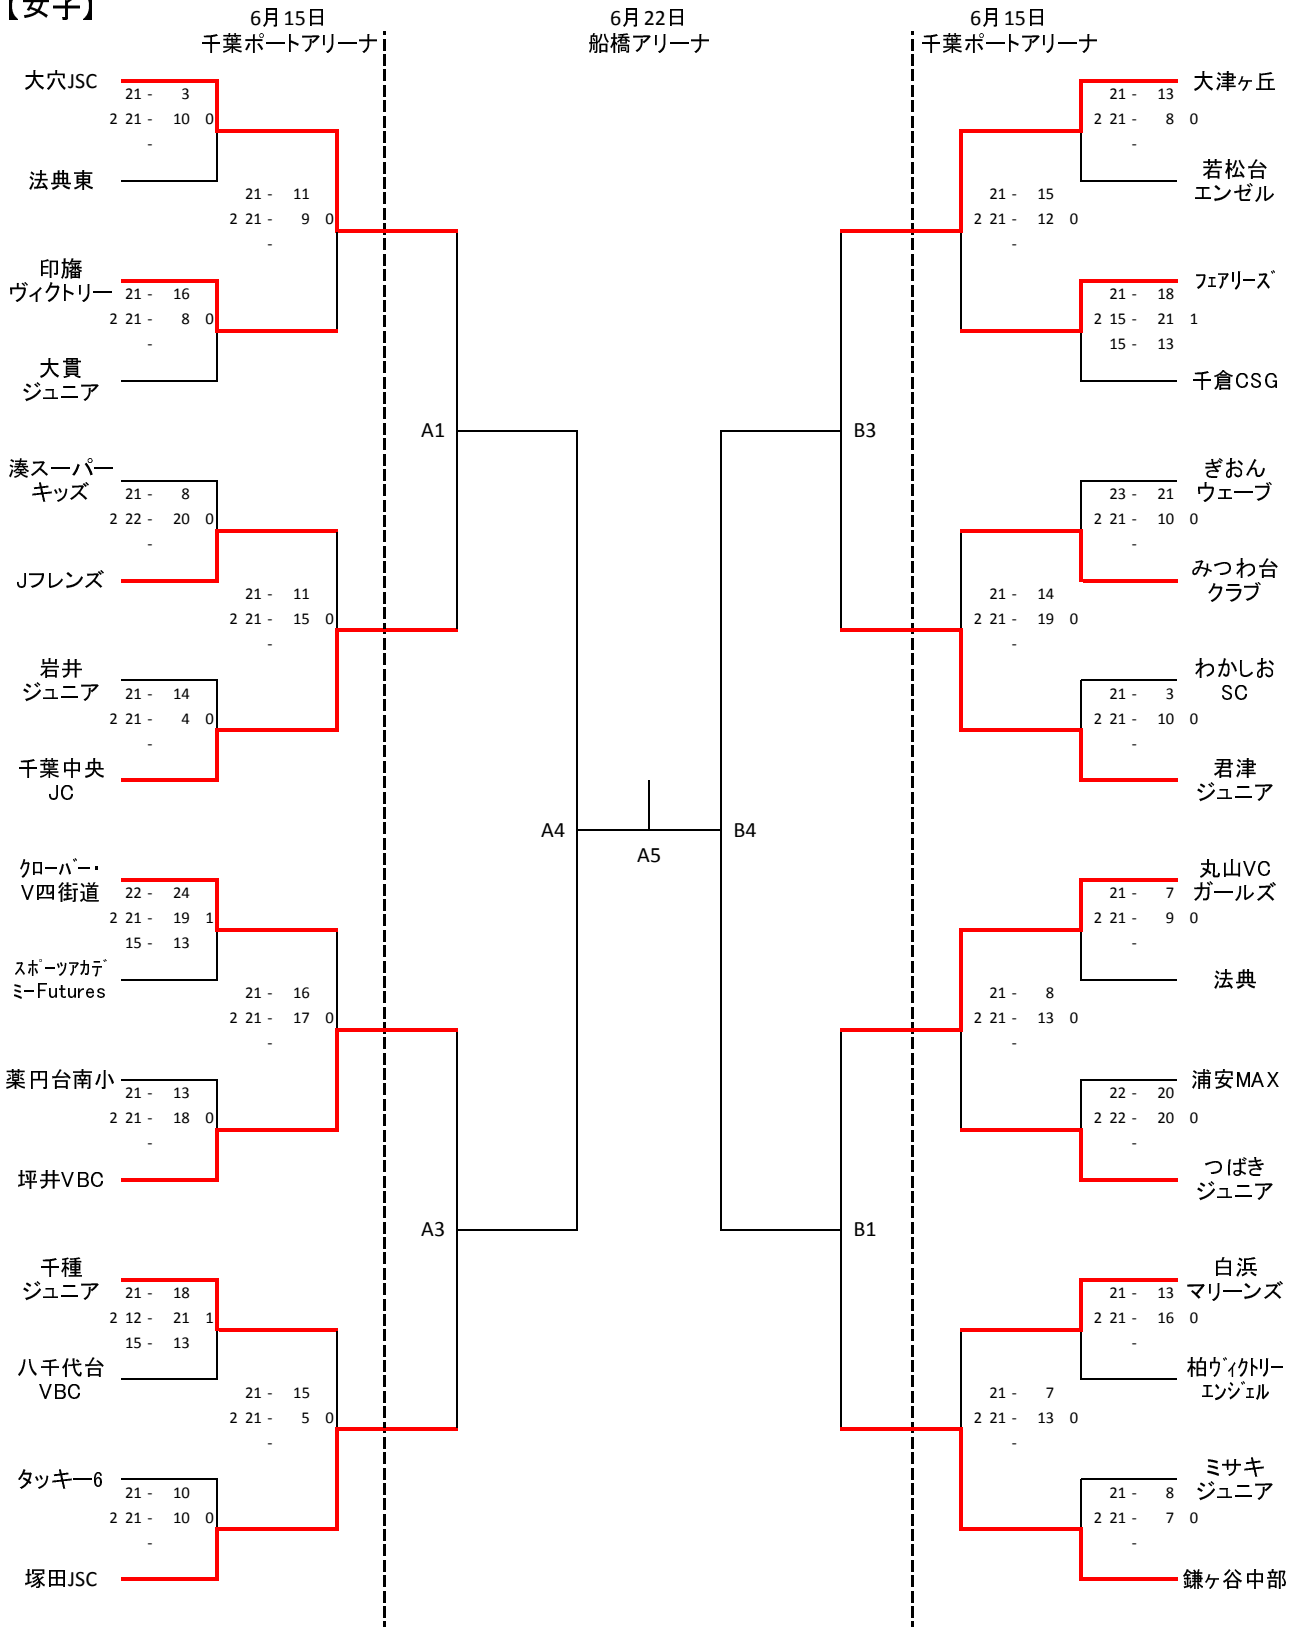 【女子】
6月15日
千葉ポートアリーナ
6月22日
船橋アリーナ
6月15日
千葉ポートアリーナ
大穴JSC
21 - 3
2 21 - 10 0
-
法典東
21 - 11
2 21 - 9 0
-
印旛
ヴィクトリー
21 - 16
2 21 - 8 0
-
大貫
ジュニア
A1
湊スーパー
キッズ
21 - 8
2 22 - 20 0
-
Jフレンズ
21 - 11
2 21 - 15 0
-
岩井
ジュニア
21 - 14
2 21 - 4 0
-
千葉中央
JC
A4
クローバー・
V四街道
22 - 24
2 21 - 19 1
15 - 13
スポーツアカデ
ミーFutures
21 - 16
2 21 - 17 0
-
薬円台南小
21 - 13
2 21 - 18 0
-
坪井VBC
A3
千種
ジュニア
21 - 18
2 12 - 21 1
15 - 13
八千代台
VBC
21 - 15
2 21 - 5 0
-
タッキー6
21 - 10
2 21 - 10 0
-
塚田JSC
A5
大津ヶ丘
21 - 13
2 21 - 8 0
-
若松台
エンゼル
21 - 15
2 21 - 12 0
-
フェアリーズ
21 - 18
2 15 - 21 1
15 - 13
千倉CSG
B3
ぎおん
ウェーブ
23 - 21
2 21 - 10 0
-
みつわ台
クラブ
21 - 14
2 21 - 19 0
-
わかしお
SC
21 - 3
2 21 - 10 0
-
君津
ジュニア
B4
丸山VC
ガールズ
21 - 7
2 21 - 9 0
-
法典
21 - 8
2 21 - 13 0
-
浦安MAX
22 - 20
2 22 - 20 0
-
つばき
ジュニア
B1
白浜
マリーンズ
21 - 13
2 21 - 16 0
-
柏ヴィクトリー
エンジェル
21 - 7
2 21 - 13 0
-
ミサキ
ジュニア
21 - 8
2 21 - 7 0
-
鎌ヶ谷中部